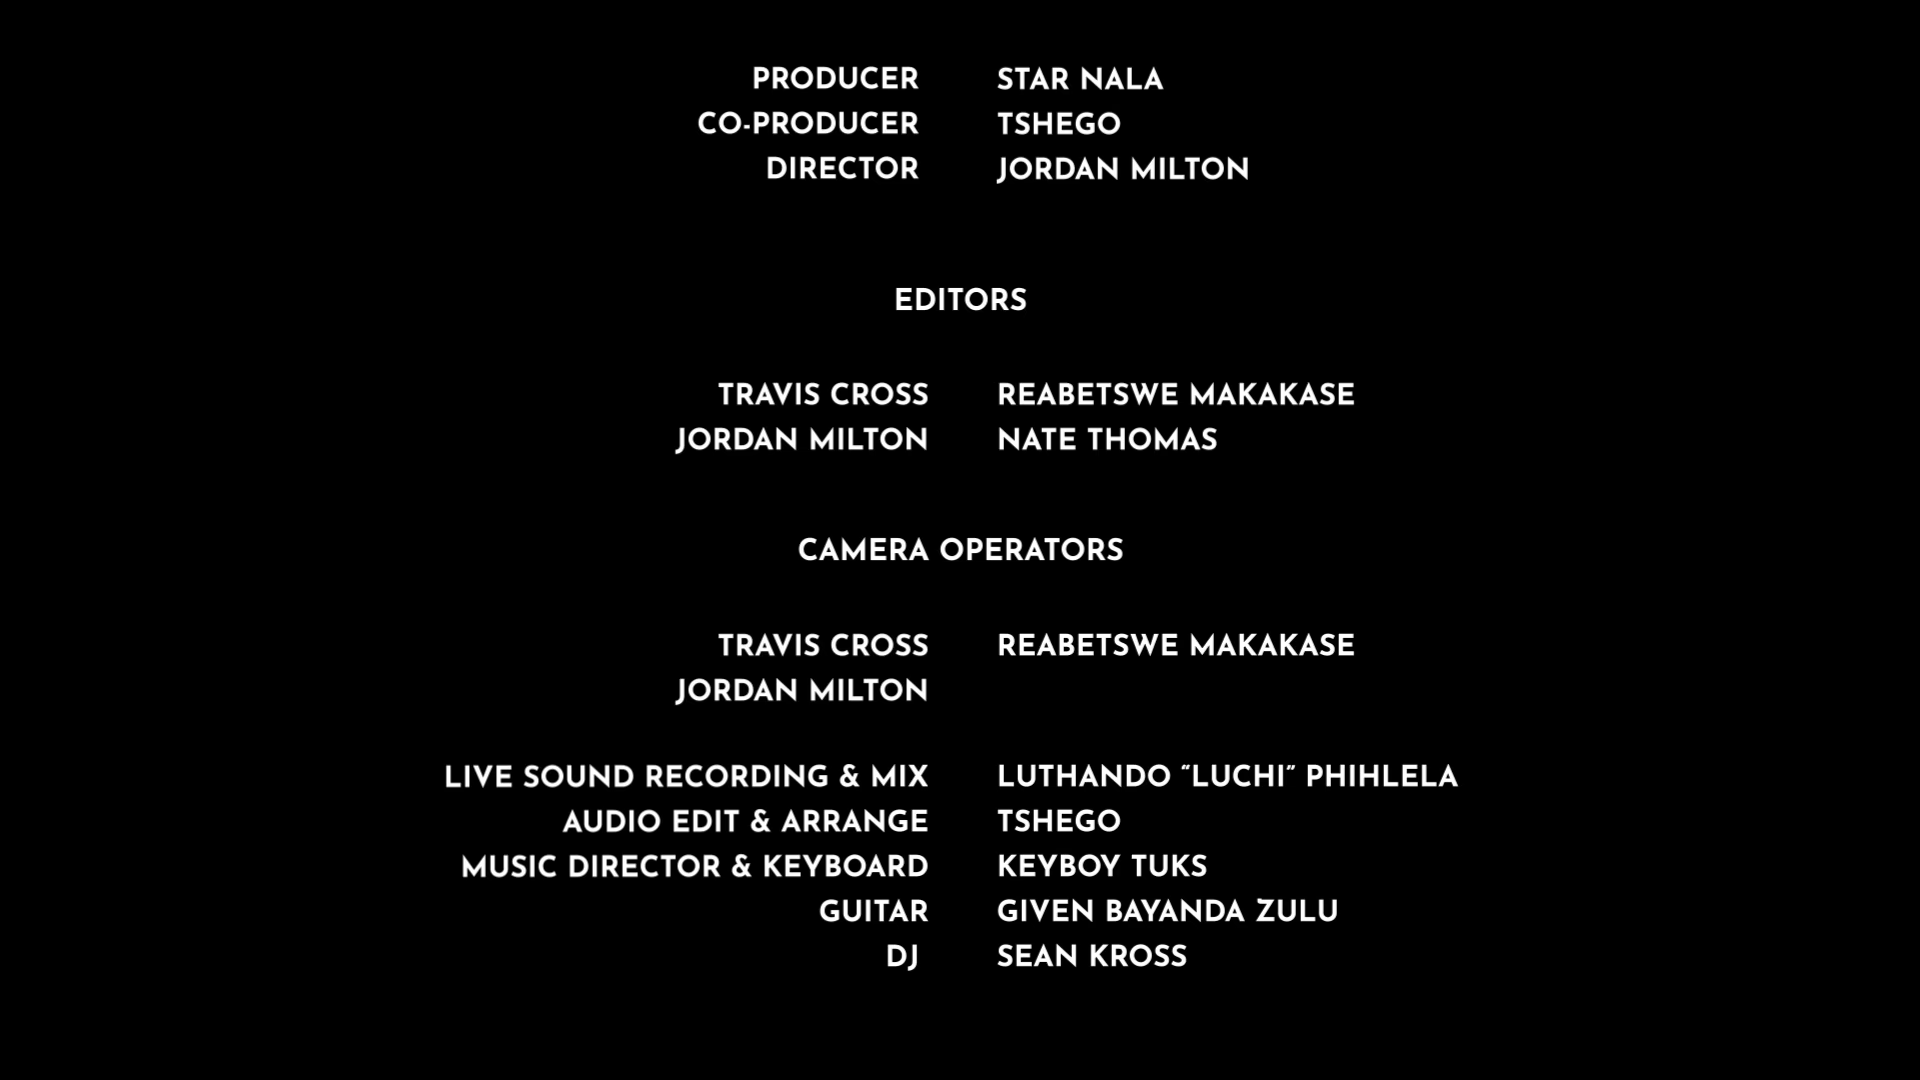 PRODUCER STAR NALA
CO-PRODUCER TSHEGO
DIRECTOR JORDAN MILTON
EDITORS
TRAVIS CROSS REABETSWE MAKAKASE
JORDAN MILTON NATE THOMAS
CAMERA OPERATORS
TRAVIS CROSS REABETSWE MAKAKASE
JORDAN MILTON
LIVE SOUND RECORDING & MIX LUTHANDO “LUCHI” PHIHLELA
AUDIO EDIT & ARRANGE TSHEGO
MUSIC DIRECTOR & KEYBOARD KEYBOY TUKS
GUITAR GIVEN BAYANDA ZULU
DJ SEAN KROSS